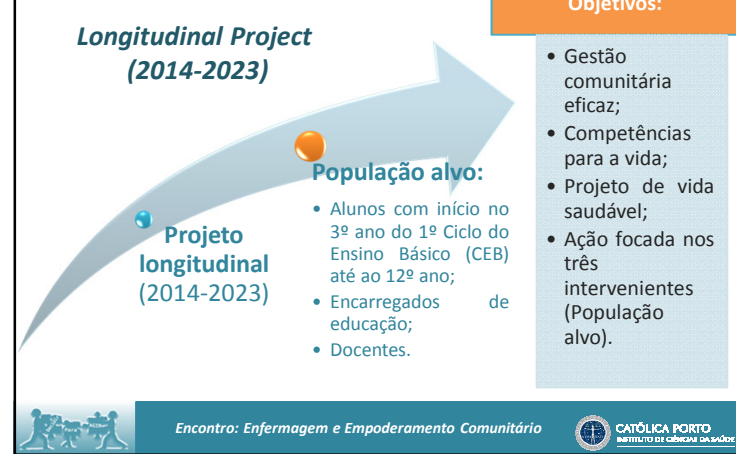 Objetivos:
Longitudinal Project
(2014-2023)
• Gestão
comunitária
eficaz;
• Competências
para a vida;
• Projeto de vida
saudável;
• Ação focada nos
três
intervenientes
(População
alvo).
População alvo:
• Alunos com início no
3º ano do 1º Ciclo do
Ensino Básico (CEB)
até ao 12º ano;
• Encarregados de
educação;
• Docentes.
Projeto
longitudinal
(2014-2023)
Encontro: Enfermagem e Empoderamento Comunitário
CATÓLICA PORTO
INSTITUTO DE CIÊNCIAS DA SAÚDE